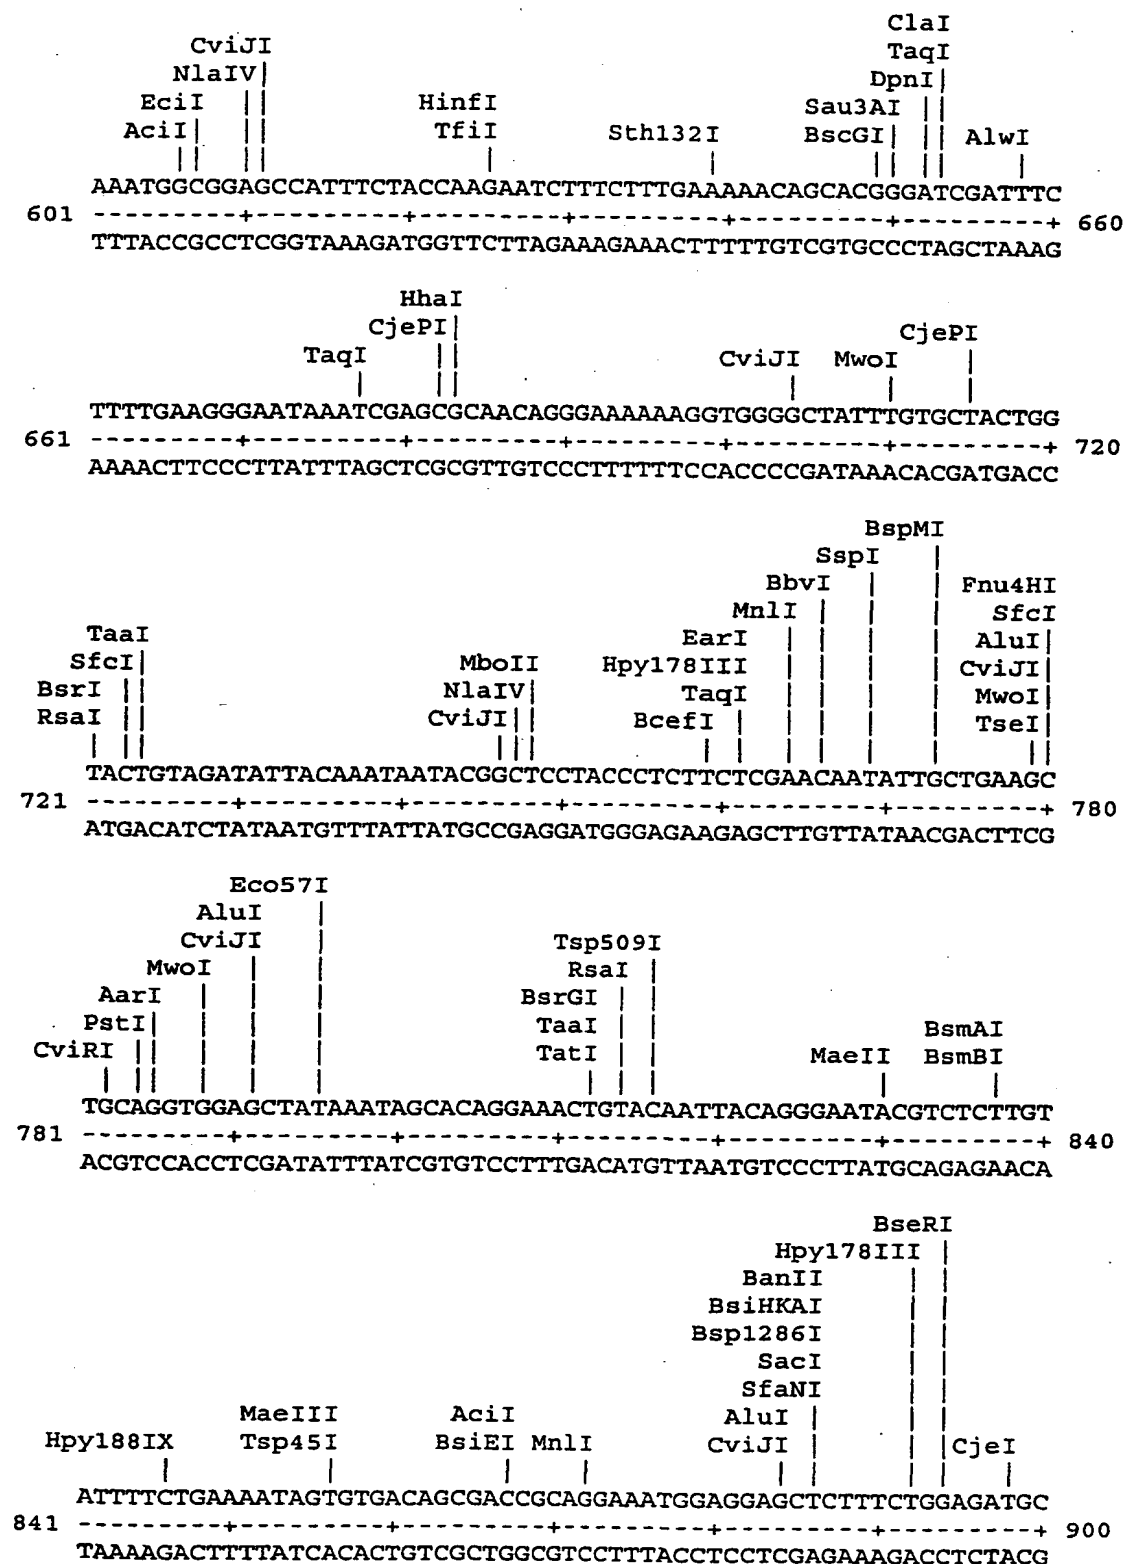 ClaI
CviJI TaqI
NlaIV| DpnI|
EciI || HinfI Sau3AI ||
AciI| || TfiI Sth132I BscGI| || AlwI
AAATGGCGGAGCCATTTCTACCAAGAATCTTTCTTTGAAAAACAGCACGGGATCGATTTC
601 ---------+---------+---------+---------+---------+---------+ 660
TTTACCGCCTCGGTAAAGATGGTTCTTAGAAAGAAACTTTTTGTCGTGCCCTAGCTAAAG
HhaI
CjePI| CjePI
TaqI || CviJI MwoI |
TTTTGAAGGGAATAAATCGAGCGCAACAGGGAAAAAAGGTGGGGCTATTTGTGCTACTGG
661 ---------+---------+---------+---------+---------+---------+ 720
AAAACTTCCCTTATTTAGCTCGCGTTGTCCCTTTTTTCCACCCCGATAAACACGATGACC
BspMI
SspI |
BbvI | | Fnu4HI
MnlI | | | SfcI
TaaI EarI | | | | AluI|
SfcI| MboII Hpy178III | | | | CviJI|
BsrI || NlaIV| TaqI | | | | MwoI|
RsaI || CviJI|| BcefI | | | | | TseI|
TACTGTAGATATTACAAATAATACGGCTCCTACCCTCTTCTCGAACAATATTGCTGAAGC
721 ---------+---------+---------+---------+---------+---------+ 780
ATGACATCTATAATGTTTATTATGCCGAGGATGGGAGAAGAGCTTGTTATAACGACTTCG
Eco57I
AluI |
CviJI | Tsp509I
MwoI | | RsaI |
AarI | | | BsrGI | |
PstI| | | | TaaI | | BsmAI
CviRI || | | | TatI | | MaeII BsmBI
TGCAGGTGGAGCTATAAATAGCACAGGAAACTGTACAATTACAGGGAATACGTCTCTTGT
781 ---------+---------+---------+---------+---------+---------+ 840
ACGTCCACCTCGATATTTATCGTGTCCTTTGACATGTTAATGTCCCTTATGCAGAGAACA
BseRI
Hpy178III |
BanII | |
BsiHKAI | |
Bsp1286I | |
SacI | |
SfaNI | |
MaeIII AciI AluI | | |
Hpy188IX Tsp45I BsiEI MnlI CviJI | | | CjeI
ATTTTCTGAAAATAGTGTGACAGCGACCGCAGGAAATGGAGGAGCTCTTTCTGGAGATGC
841 ---------+---------+---------+---------+---------+---------+ 900
TAAAAGACTTTTATCACACTGTCGCTGGCGTCCTTTACCTCCTCGAGAAAGACCTCTACG